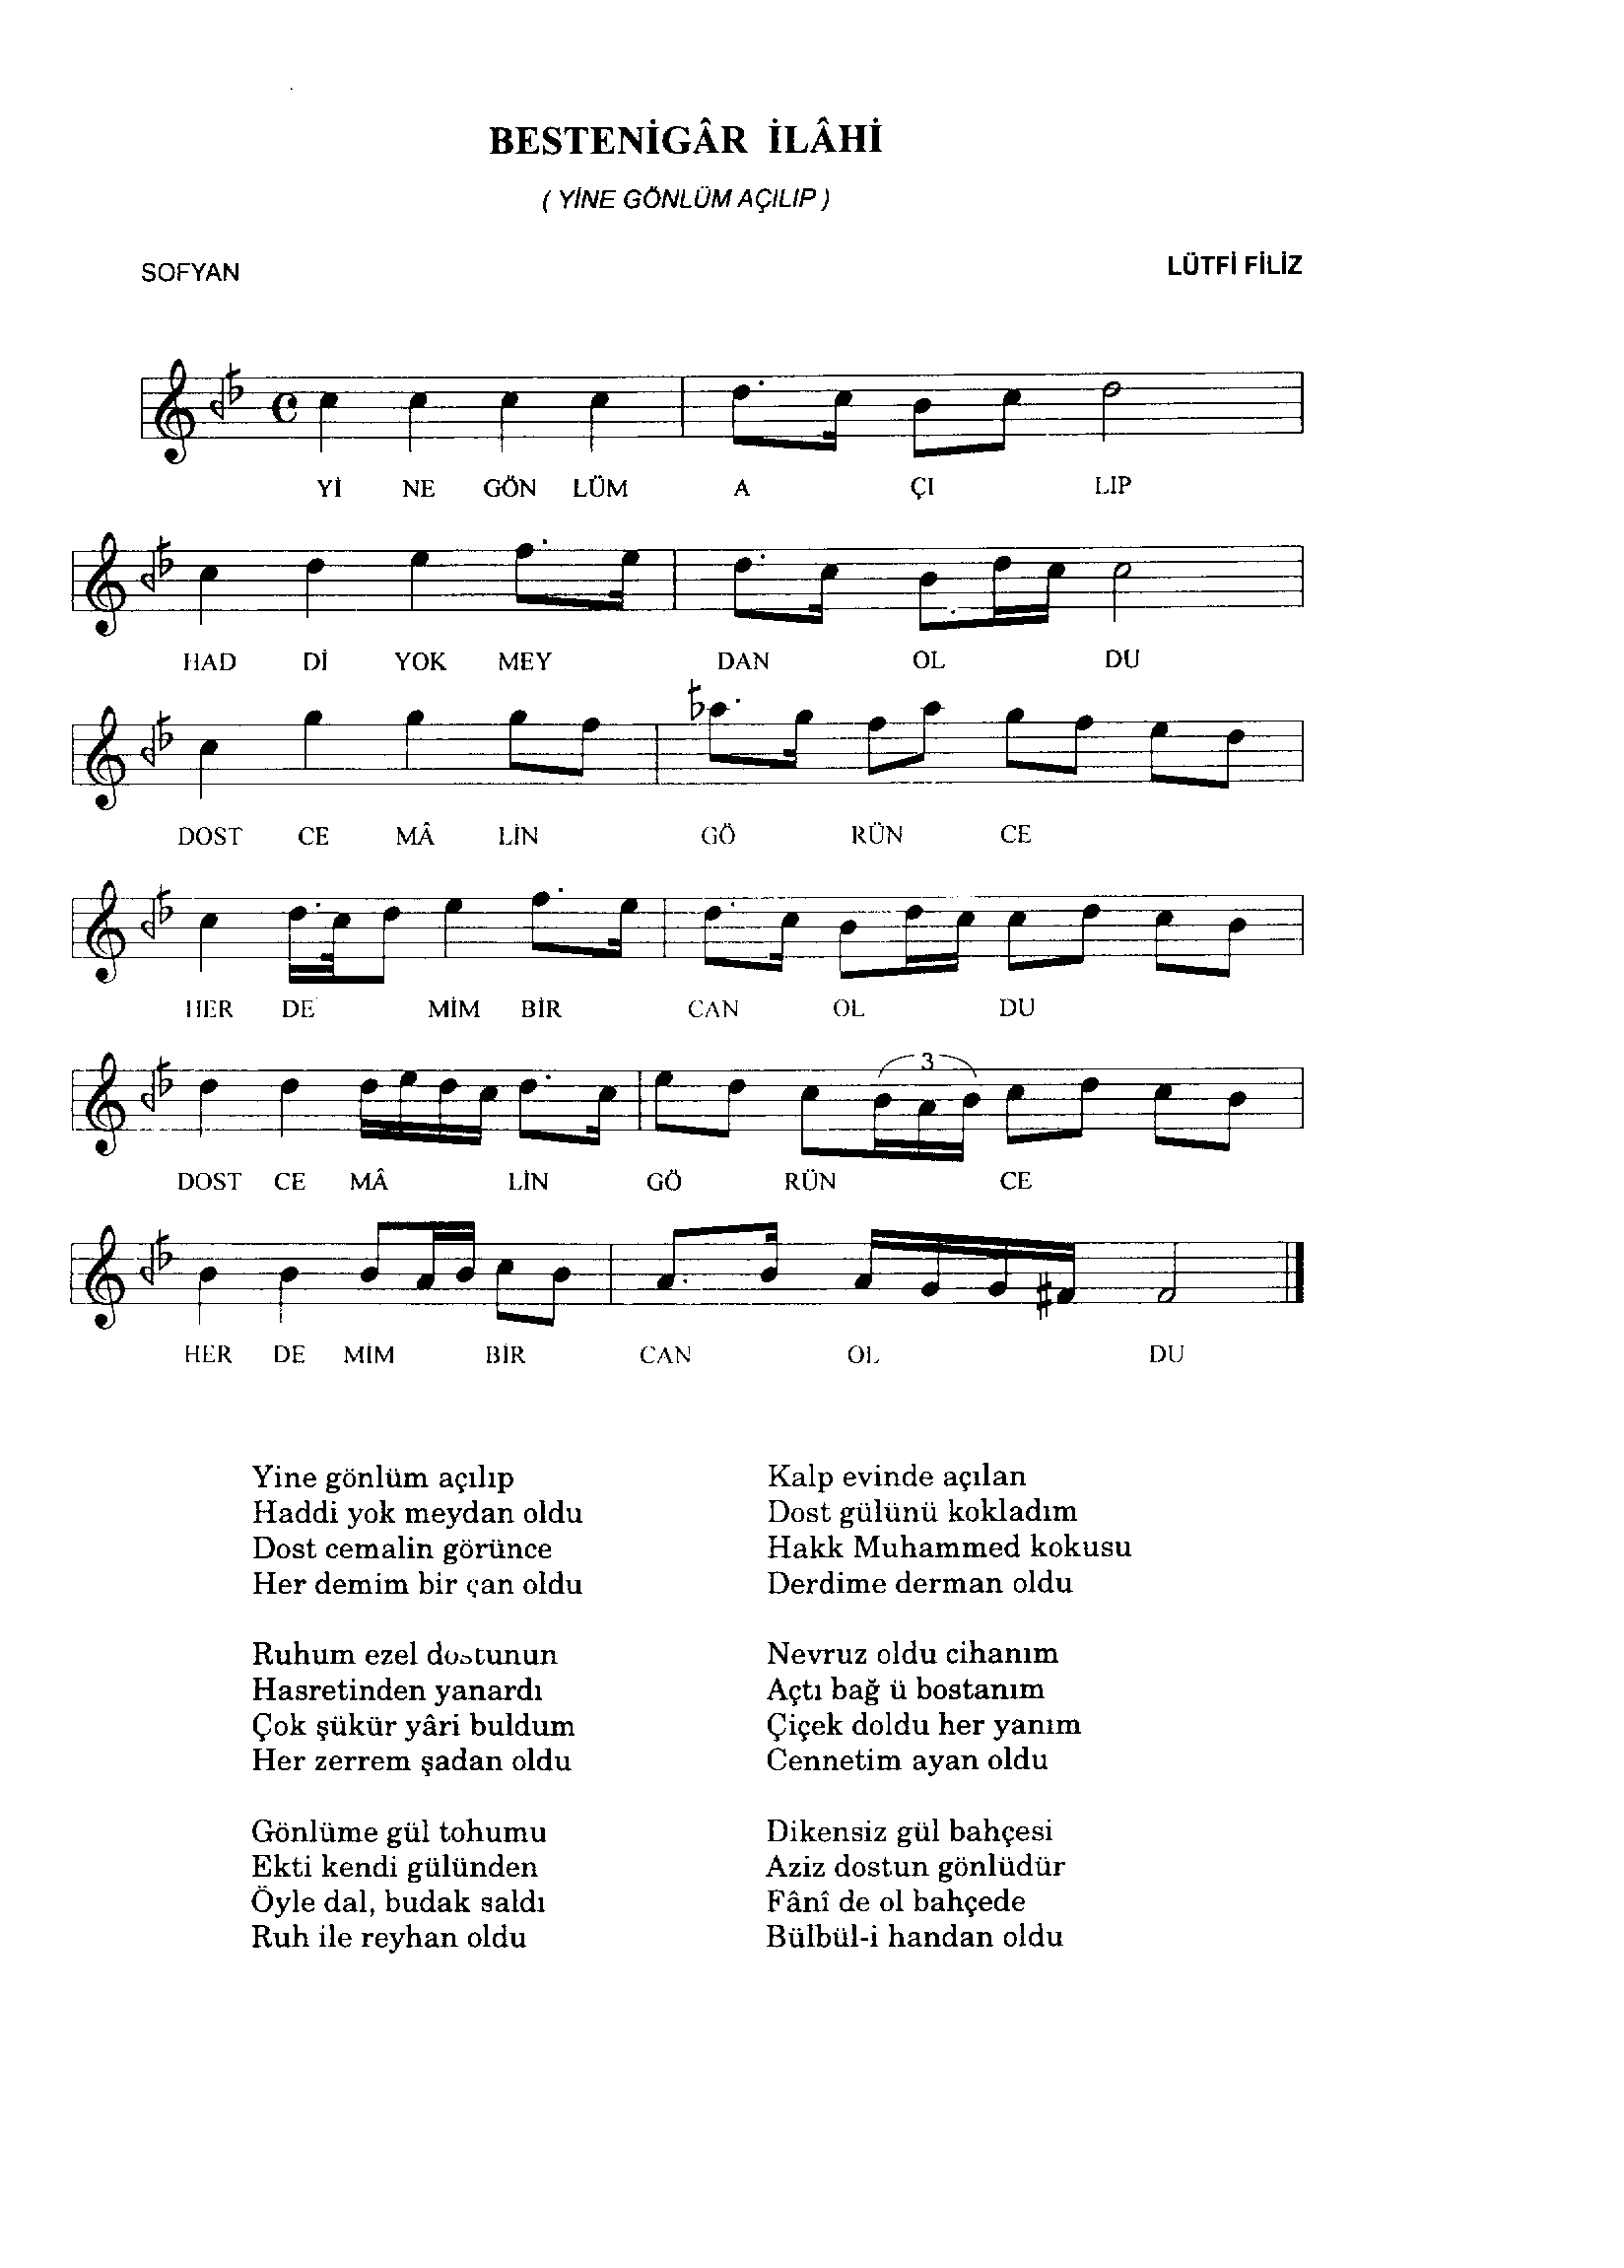 BESTENİGÂR İLÂHİ
( YİNE GÖNLÜM AÇILIP )
SOFYAN
LÜTFİ FİLİZ
Yİ NE GÖN LÜM A ÇI LIP
HAD Dİ YOK MEY DAN OL DU
DOST CE MÂ LİN GÖ RÜN CE
HER DE MİM BİR CAN OL DU
3
DOST CE MÂ LİN GÖ RÜN CE
HER DE MİM BİR CAN OL DU
Yine gönlüm açılıp
Haddi yok meydan oldu
Dost cemalin görünce
Her demim bir can oldu
Ruhum ezel dostunun
Hasretinden yanardı
Çok şükür yâri buldum
Her zerrem şadan oldu
Gönlüme gül tohumu
Ekti kendi gülünden
Öyle dal, budak saldı
Ruh ile reyhan oldu
Kalp evinde açılan
Dost gülünü kokladım
Hakk Muhammed kokusu
Derdime derman oldu
Nevruz oldu cihanım
Açtı bağ ü bostanım
Çiçek doldu her yanım
Cennetim ayan oldu
Dikensiz gül bahçesi
Aziz dostun gönlüdür
Fânî de ol bahçede
Bülbül-i handan oldu